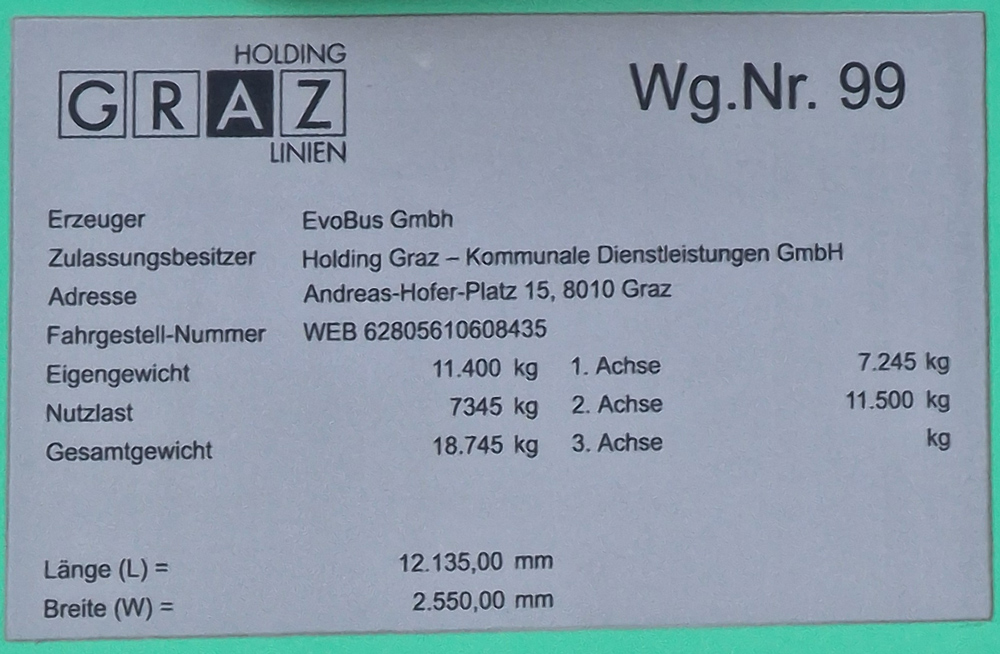 HOLDING
GRAZ
LINIEN
Wg.Nr. 99
Erzeuger EvoBus Gmbh
Zulassungsbesitzer Holding Graz – Kommunale Dienstleistungen GmbH
Adresse Andreas-Hofer-Platz 15, 8010 Graz
Fahrgestell-Nummer WEB 62805610608435
Eigengewicht 11.400 kg 1. Achse 7.245 kg
Nutzlast 7345 kg 2. Achse 11.500 kg
Gesamtgewicht 18.745 kg 3. Achse kg
Länge (L) = 12.135,00 mm
Breite (W) = 2.550,00 mm